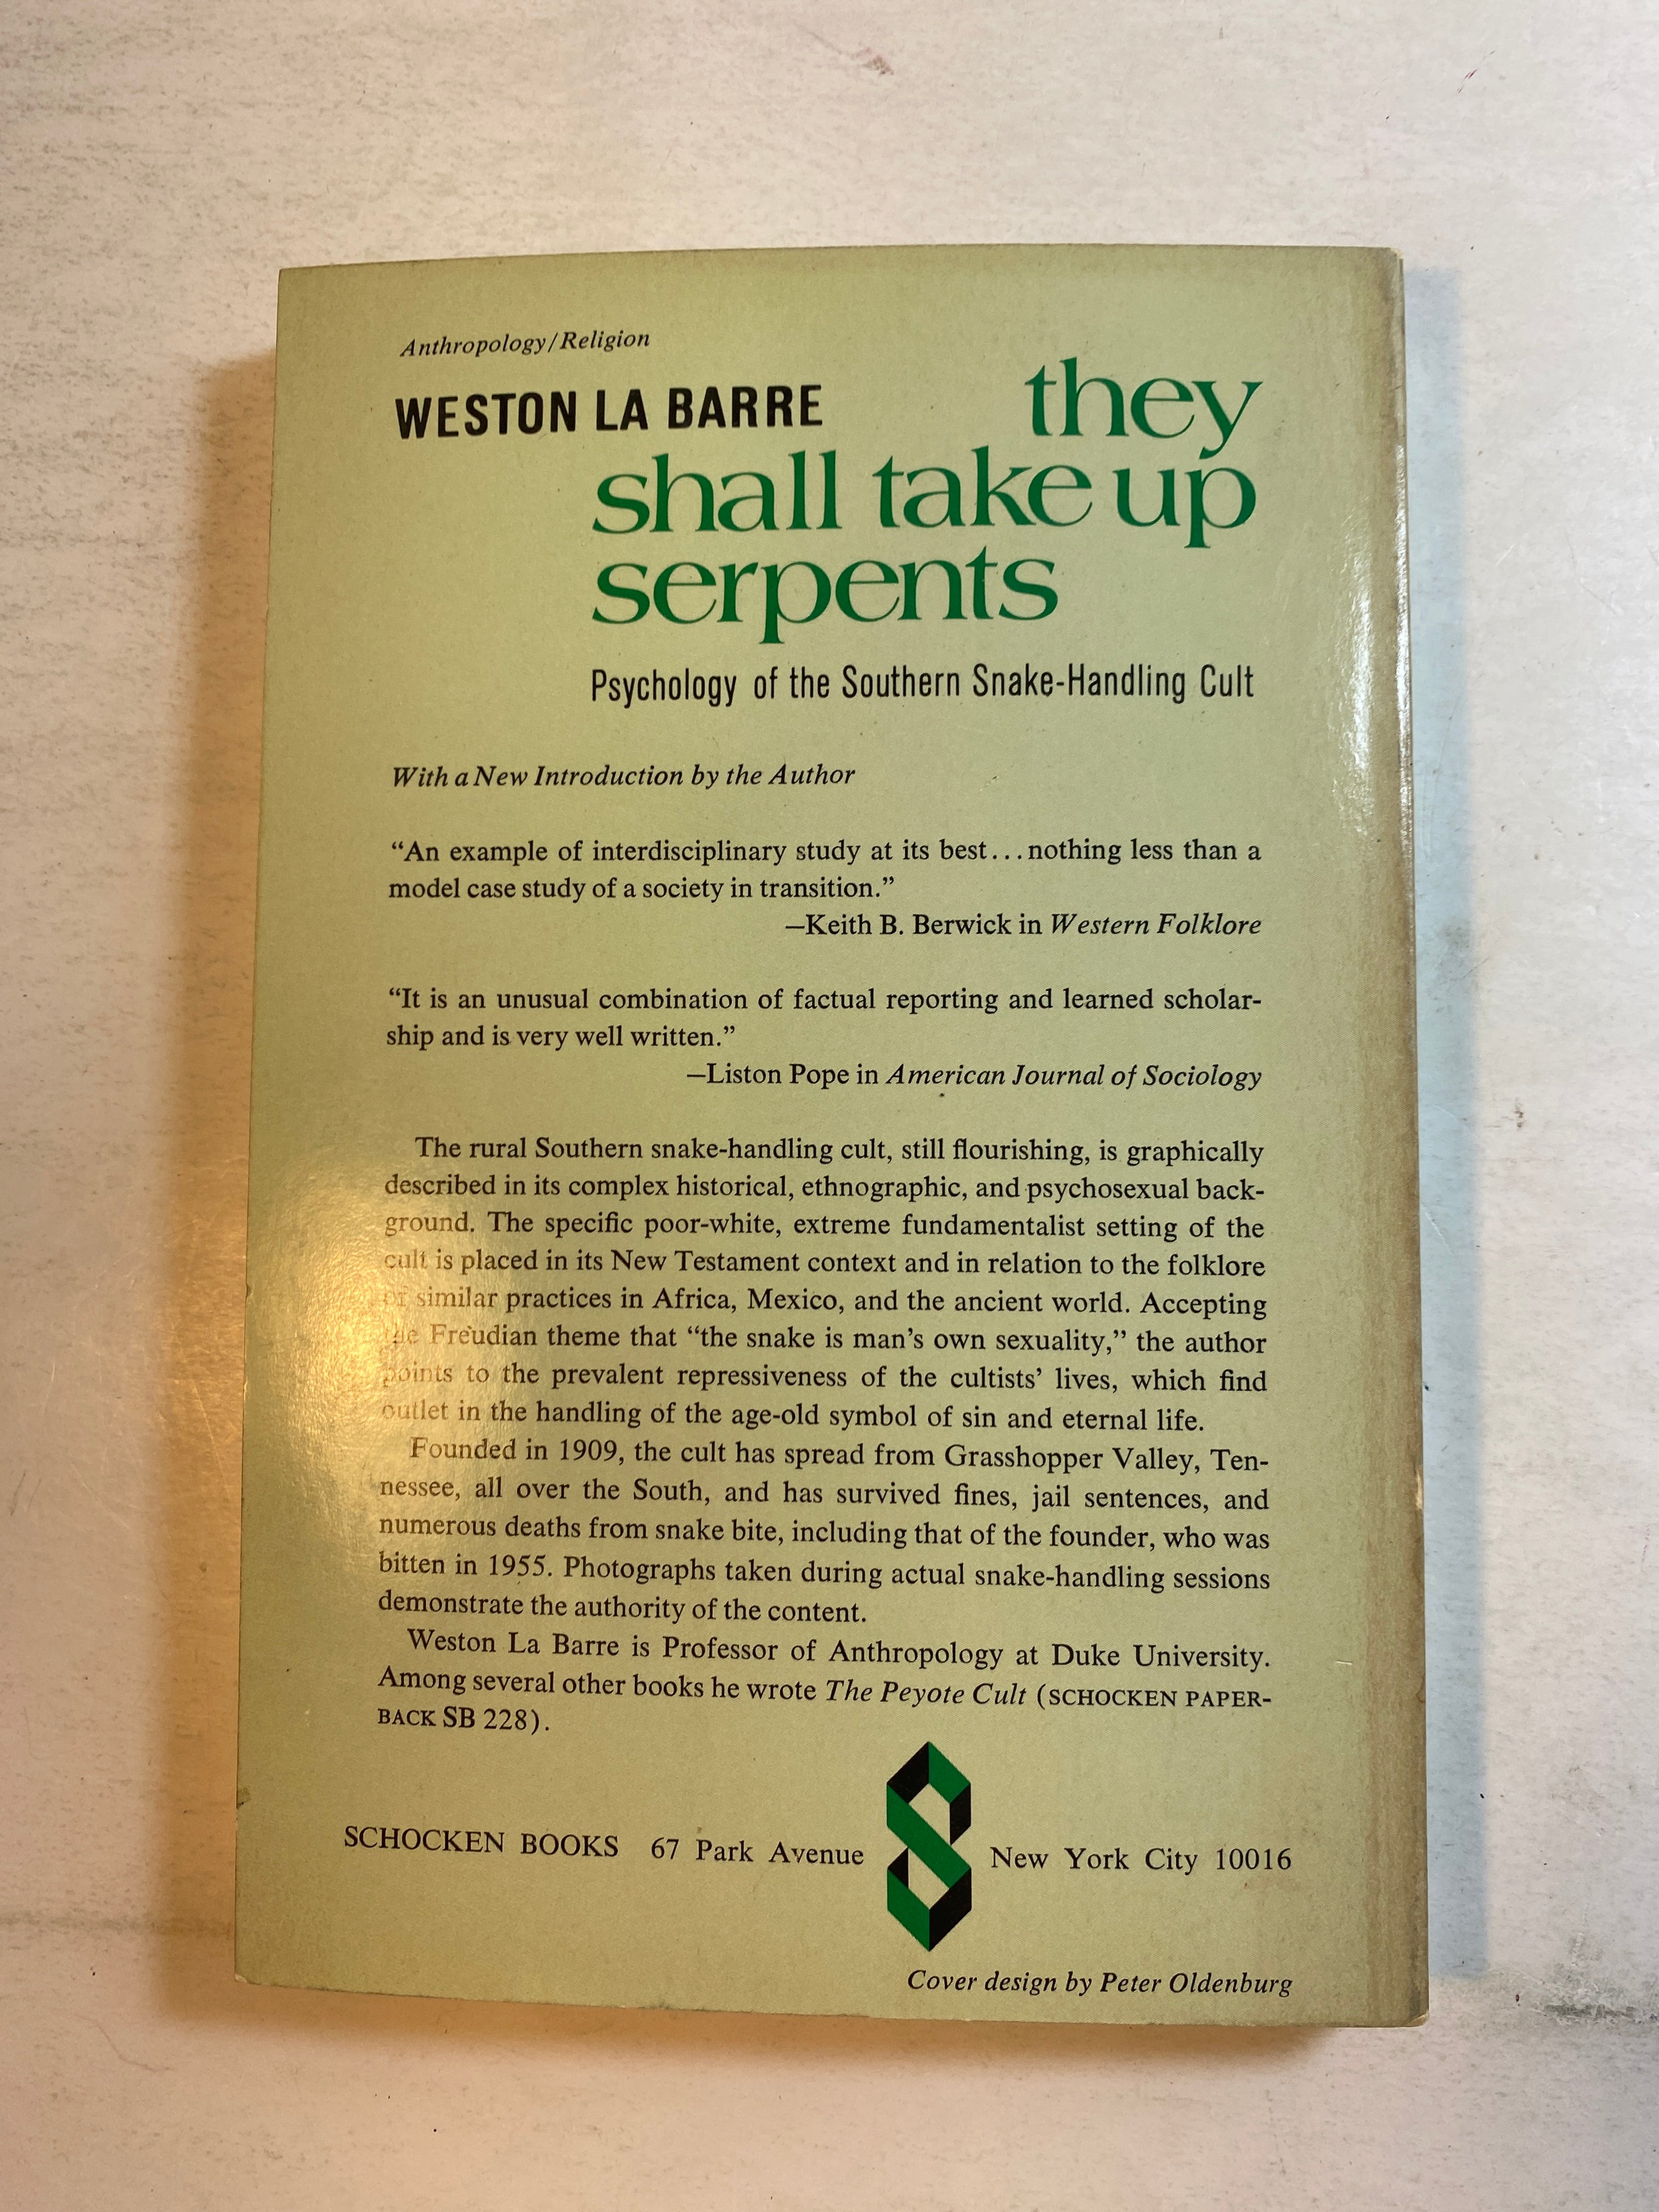 Anthropology/Religion
WESTON LA BARRE
they
shall take up
serpents
Psychology of the Southern Snake-Handling Cult
With a New Introduction by the Author
“An example of interdisciplinary study at its best...nothing less than a
model case study of a society in transition.”
—Keith B. Berwick in Western Folklore
“It is an unusual combination of factual reporting and learned scholar-
ship and is very well written.”
—Liston Pope in American Journal of Sociology
The rural Southern snake-handling cult, still flourishing, is graphically
described in its complex historical, ethnographic, and psychosexual back-
ground. The specific poor-white, extreme fundamentalist setting of the
cult is placed in its New Testament context and in relation to the folklore
of similar practices in Africa, Mexico, and the ancient world. Accepting
the Freudian theme that “the snake is man’s own sexuality,” the author
points to the prevalent repressiveness of the cultists’ lives, which find
outlet in the handling of the age-old symbol of sin and eternal life.
Founded in 1909, the cult has spread from Grasshopper Valley, Ten-
nessee, all over the South, and has survived fines, jail sentences, and
numerous deaths from snake bite, including that of the founder, who was
bitten in 1955. Photographs taken during actual snake-handling sessions
demonstrate the authority of the content.
Weston La Barre is Professor of Anthropology at Duke University.
Among several other books he wrote The Peyote Cult (SCHOCKEN PAPER-
BACK SB 228).
SCHOCKEN BOOKS 67 Park Avenue S New York City 10016
Cover design by Peter Oldenburg